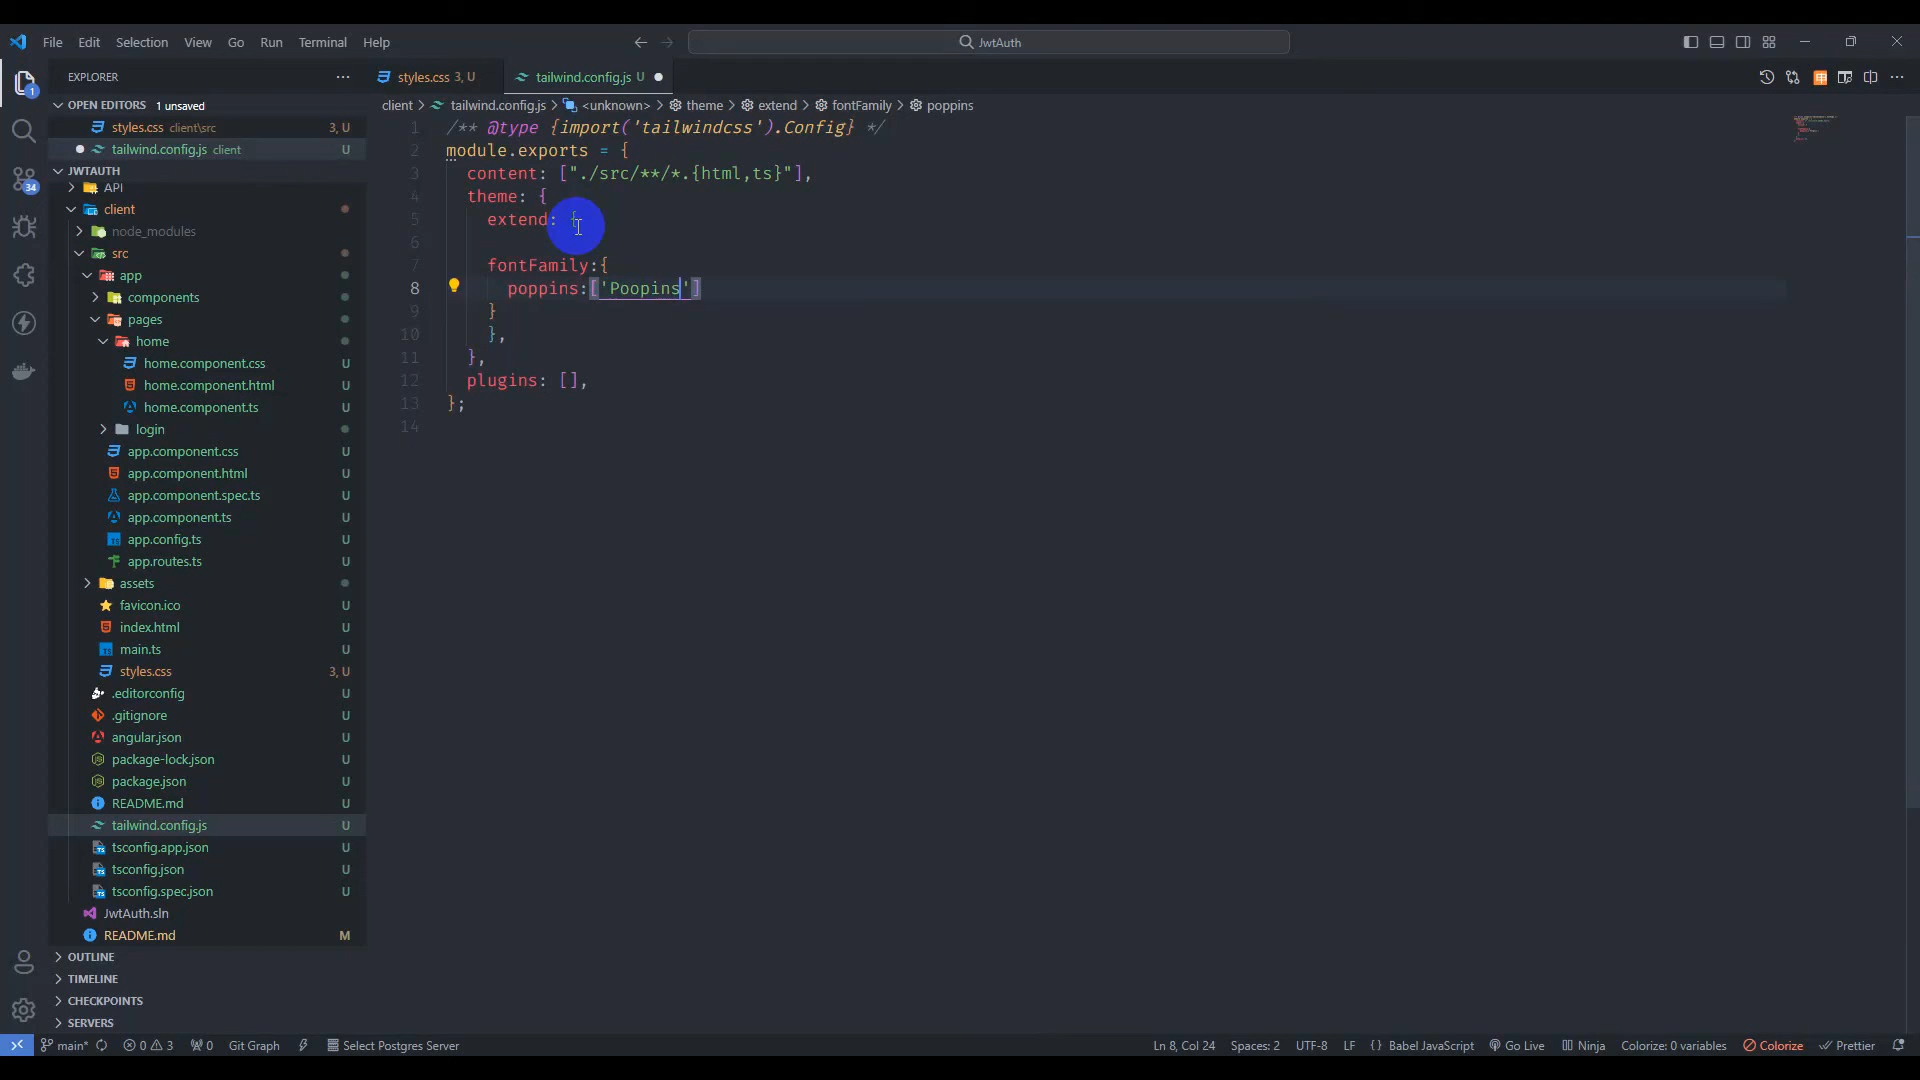 File Edit Selection View Go Run Terminal Help
JwtAuth
EXPLORER
OPEN EDITORS 1 unsaved
styles.css client\src 3, U
tailwind.config.js client U
JWTAUTH
API
client
node_modules
src
app
components
pages
home
home.component.css U
home.component.html U
home.component.ts U
login
app.component.css U
app.component.html U
app.component.spec.ts U
app.component.ts U
app.config.ts U
app.routes.ts U
assets
favicon.ico U
index.html U
main.ts U
styles.css 3, U
.editorconfig U
.gitignore U
angular.json U
package-lock.json U
package.json U
README.md U
tailwind.config.js U
tsconfig.app.json U
tsconfig.json U
tsconfig.spec.json U
JwtAuth.sln
README.md M
OUTLINE
TIMELINE
CHECKPOINTS
SERVERS
styles.css 3, U tailwind.config.js U
client > tailwind.config.js > <unknown> > theme > extend > fontFamily > poppins
1 /** @type {import('tailwindcss').Config} */
2 module.exports = {
3 content: ["./src/**/*.{html,ts}"],
4 theme: {
5 extend: {
6
7 fontFamily:{
8 poppins:['Poopins']
9 }
10 },
11 },
12 plugins: [],
13 };
14
main* 0 3 0 Git Graph Select Postgres Server Ln 8, Col 24 Spaces: 2 UTF-8 LF {} Babel JavaScript Go Live Ninja Colorize: 0 variables Colorize Prettier
1
34